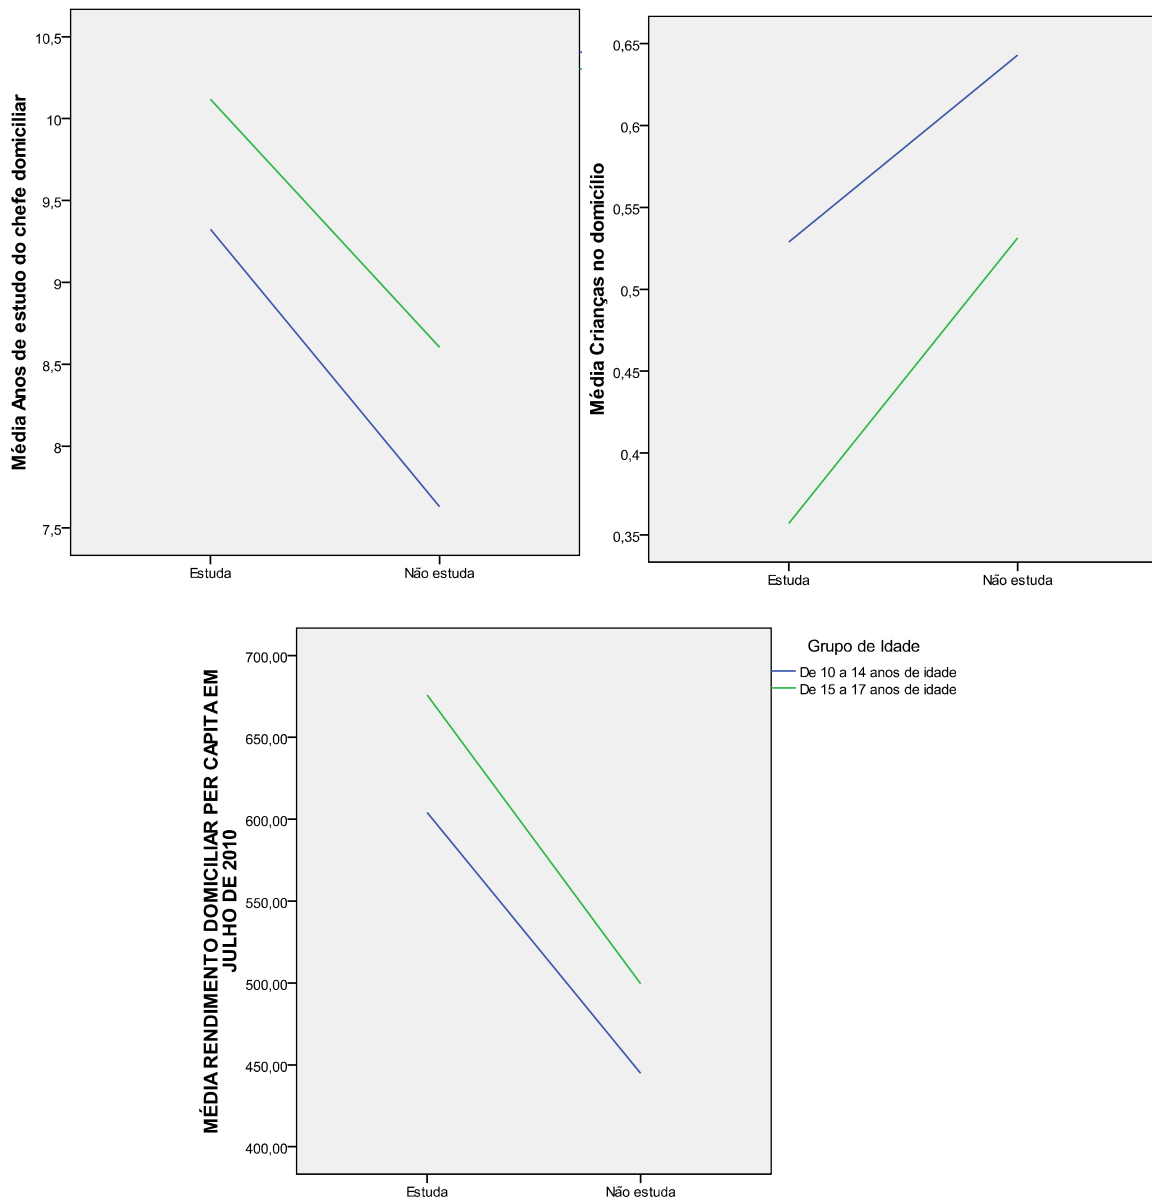 Média Anos de estudo do chefe domiciliar
10,5
10
9,5
9
8,5
8
7,5
Estuda
Não estuda
Média Crianças no domicílio
0,65
0,6
0,55
0,5
0,45
0,4
0,35
Estuda
Não estuda
MÉDIA RENDIMENTO DOMICILIAR PER CAPITA EM
JULHO DE 2010
700,00
650,00
600,00
550,00
500,00
450,00
400,00
Estuda
Não estuda
Grupo de Idade
De 10 a 14 anos de idade
De 15 a 17 anos de idade